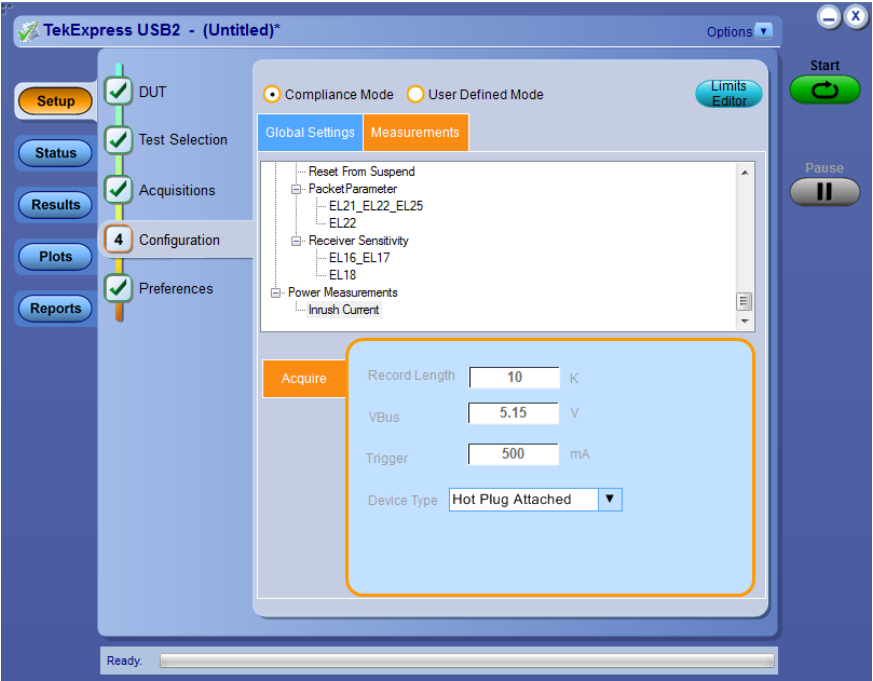 TekExpress USB2 - (Untitled)*
Options
Start
Pause
Setup
Status
Results
Plots
Reports
DUT
Test Selection
Acquisitions
4 Configuration
Preferences
Compliance Mode User Defined Mode
Limits
Editor
Global Settings Measurements
Reset From Suspend
PacketParameter
EL21_EL22_EL25
EL22
Receiver Sensitivity
EL16_EL17
EL18
Power Measurements
Inrush Current
Acquire
Record Length 10 K
VBus 5.15 V
Trigger 500 mA
Device Type Hot Plug Attached
Ready.